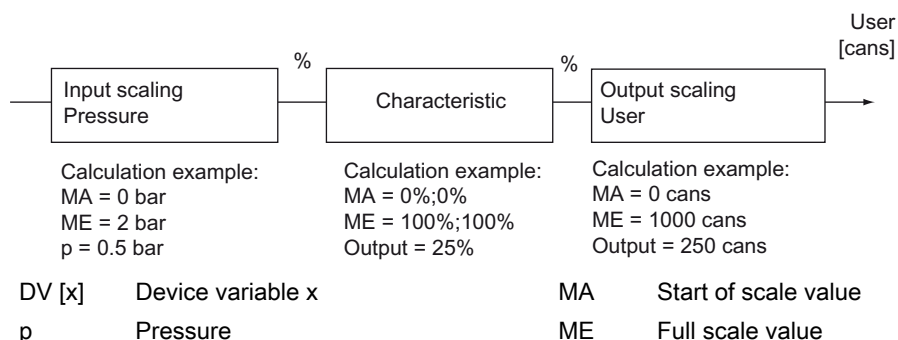 User
[cans]
%
%
Input scaling
Pressure
Characteristic
Output scaling
User
Calculation example:
MA = 0 bar
ME = 2 bar
p = 0.5 bar
Calculation example:
MA = 0%;0%
ME = 100%;100%
Output = 25%
Calculation example:
MA = 0 cans
ME = 1000 cans
Output = 250 cans
DV [x] Device variable x MA Start of scale value
p Pressure ME Full scale value